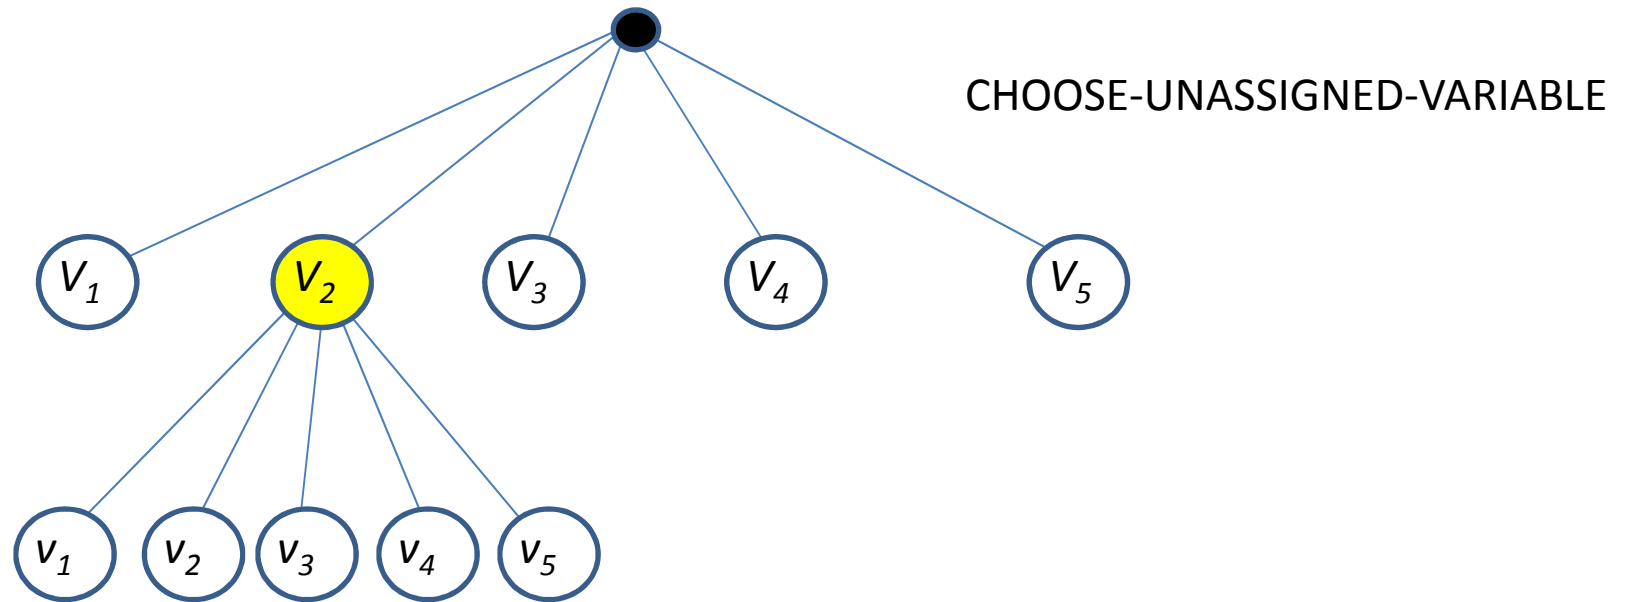 CHOOSE-UNASSIGNED-VARIABLE
V₁ V₂ V₃ V₄ V₅
v₁ v₂ v₃ v₄ v₅